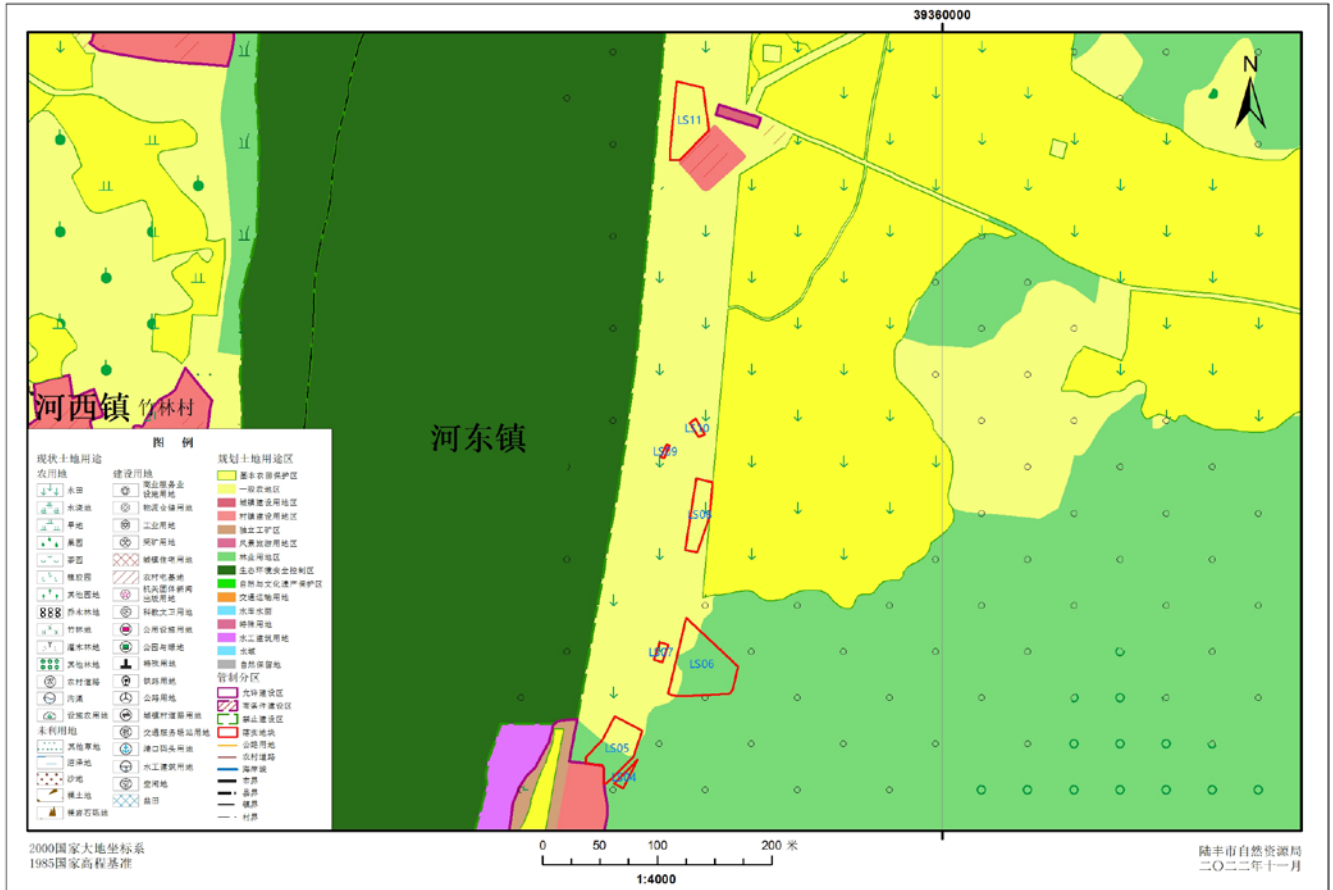 39360000
N
LS11
河西镇 竹林村
河东镇
LS10
LS09
LS08
LS07
LS06
LS05
LS04
图 例
现状土地用途
农用地
水田
水浇地
旱地
果园
茶园
橡胶园
其他园地
乔木林地
竹林地
灌木林地
其他林地
农村道路
沟渠
设施农用地
未利用地
其他草地
沼泽地
沙地
裸土地
裸岩石砾地
建设用地
商业服务业
设施用地
物流仓储用地
工业用地
采矿用地
城镇住宅用地
农村宅基地
机关团体新闻
出版用地
科教文卫用地
公用设施用地
公园与绿地
特殊用地
铁路用地
公路用地
城镇村道路用地
交通服务场站用地
港口码头用地
水工建筑用地
空闲地
盐田
规划土地用途区
基本农田保护区
一般农地区
城镇建设用地区
村镇建设用地区
独立工矿区
风景旅游用地区
林业用地区
生态环境安全控制区
自然与文化遗产保护区
交通运输用地
水库水面
特殊用地
水工建筑用地
水域
自然保留地
管制分区
允许建设区
有条件建设区
禁止建设区
落实地块
公路用地
农村道路
海岸线
市界
县界
镇界
村界
2000国家大地坐标系
1985国家高程基准
0 50 100 200 米
1:4000
陆丰市自然资源局
二〇二二年十一月